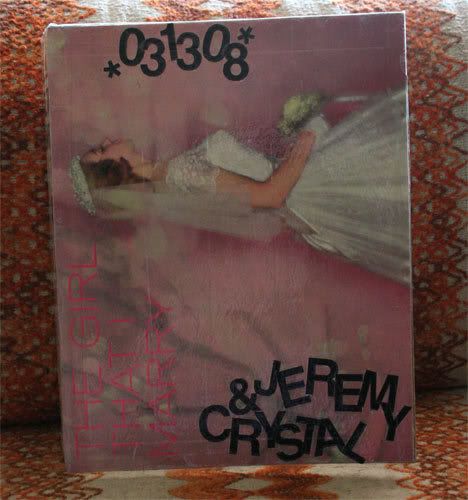 *031308*
THE GIRL
THAT I
MARRY
&JEREMY
CRYSTAL